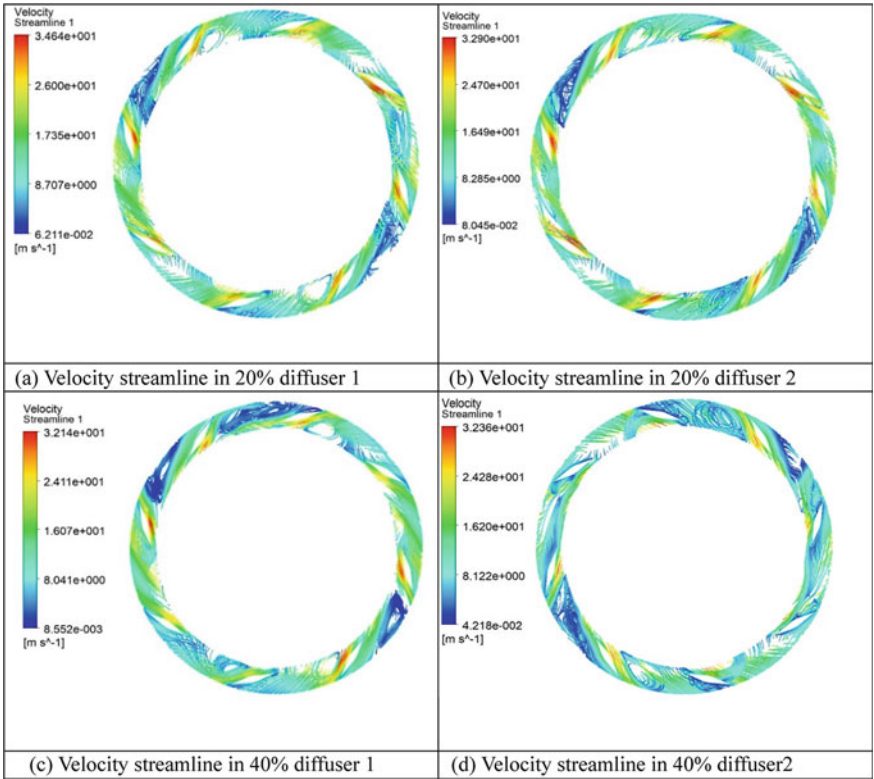 Velocity
Streamline 1
3.464e+001
2.600e+001
1.735e+001
8.707e+000
6.211e-002
[m s^-1]
(a) Velocity streamline in 20% diffuser 1
Velocity
Streamline 1
3.290e+001
2.470e+001
1.649e+001
8.285e+000
8.045e-002
[m s^-1]
(b) Velocity streamline in 20% diffuser 2
Velocity
Streamline 1
3.214e+001
2.411e+001
1.607e+001
8.041e+000
8.552e-003
[m s^-1]
(c) Velocity streamline in 40% diffuser 1
Velocity
Streamline 1
3.236e+001
2.428e+001
1.620e+001
8.122e+000
4.218e-002
[m s^-1]
(d) Velocity streamline in 40% diffuser2